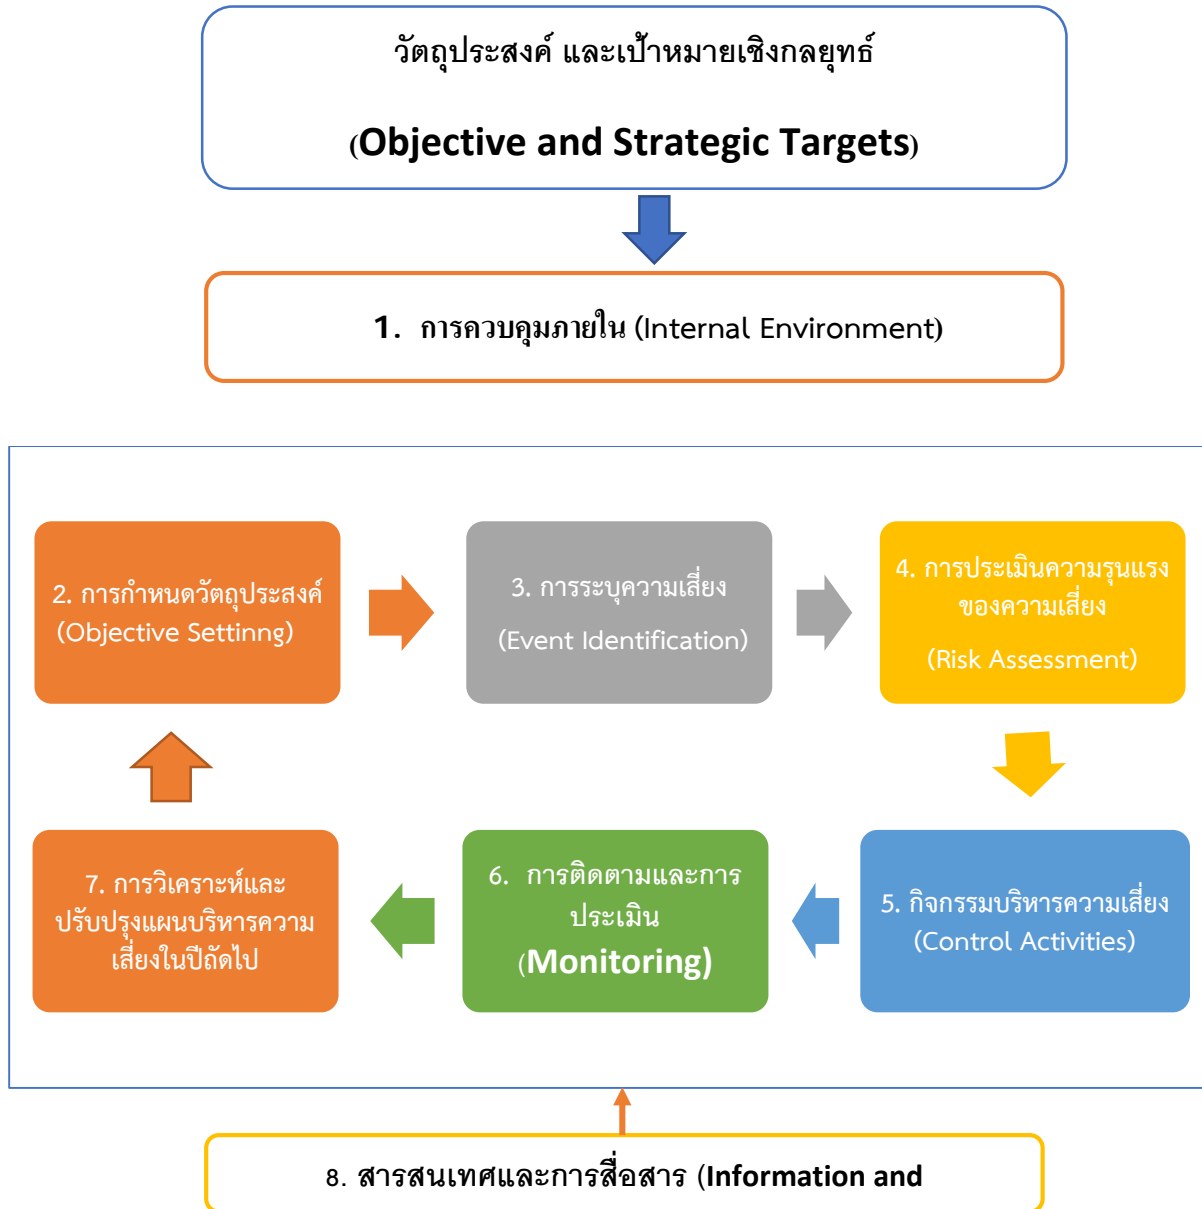 วัตถุประสงค์ และเป้าหมายเชิงกลยุทธ์
(Objective and Strategic Targets)
1. การควบคุมภายใน (Internal Environment)
2. การกำหนดวัตถุประสงค์
(Objective Settinng)
3. การระบุความเสี่ยง
(Event Identification)
4. การประเมินความรุนแรง
ของความเสี่ยง
(Risk Assessment)
7. การวิเคราะห์และ
ปรับปรุงแผนบริหารความ
เสี่ยงในปีถัดไป
6. การติดตามและการ
ประเมิน
(Monitoring)
5. กิจกรรมบริหารความเสี่ยง
(Control Activities)
8. สารสนเทศและการสื่อสาร (Information and